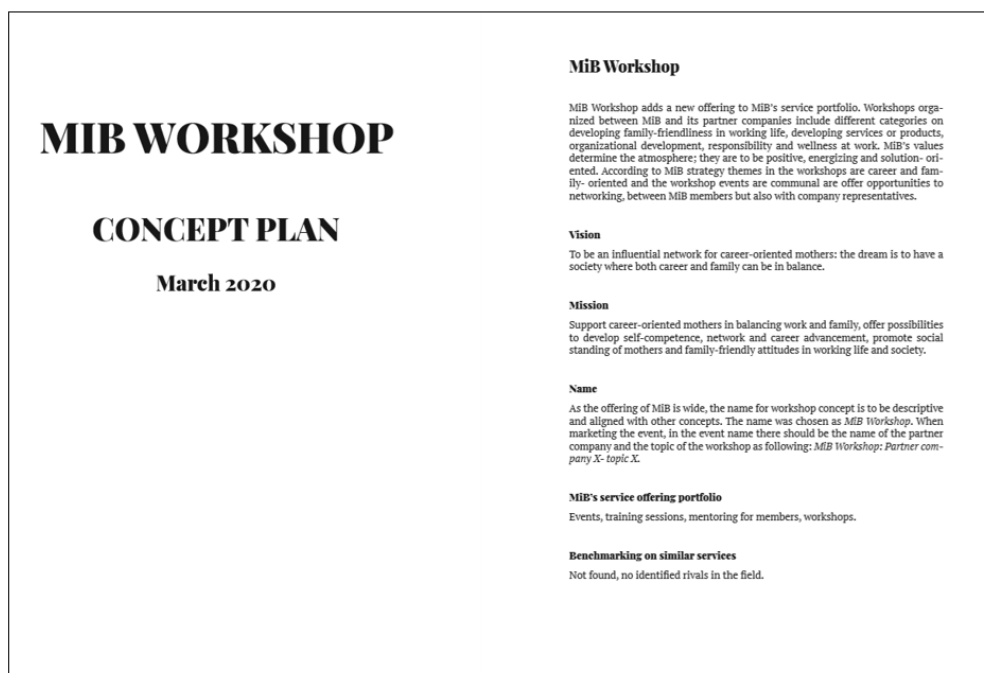 MIB WORKSHOP
CONCEPT PLAN
March 2020
MiB Workshop
MiB Workshop adds a new offering to MiB's service portfolio. Workshops orga-
nized between MiB and its partner companies include different categories on
developing family-friendliness in working life, developing services or products,
organizational development, responsibility and wellness at work. MiB's values
determine the atmosphere; they are to be positive, energizing and solution- ori-
ented. According to MiB strategy themes in the workshops are career and fam-
ily- oriented and the workshop events are communal are offer opportunities to
networking, between MiB members but also with company representatives.
Vision
To be an influential network for career-oriented mothers: the dream is to have a
society where both career and family can be in balance.
Mission
Support career-oriented mothers in balancing work and family, offer possibilities
to develop self-competence, network and career advancement, promote social
standing of mothers and family-friendly attitudes in working life and society.
Name
As the offering of MiB is wide, the name for workshop concept is to be descriptive
and aligned with other concepts. The name was chosen as MiB Workshop. When
marketing the event, in the event name there should be the name of the partner
company and the topic of the workshop as following: MiB Workshop: Partner com-
pany X- topic X.
MiB's service offering portfolio
Events, training sessions, mentoring for members, workshops.
Benchmarking on similar services
Not found, no identified rivals in the field.